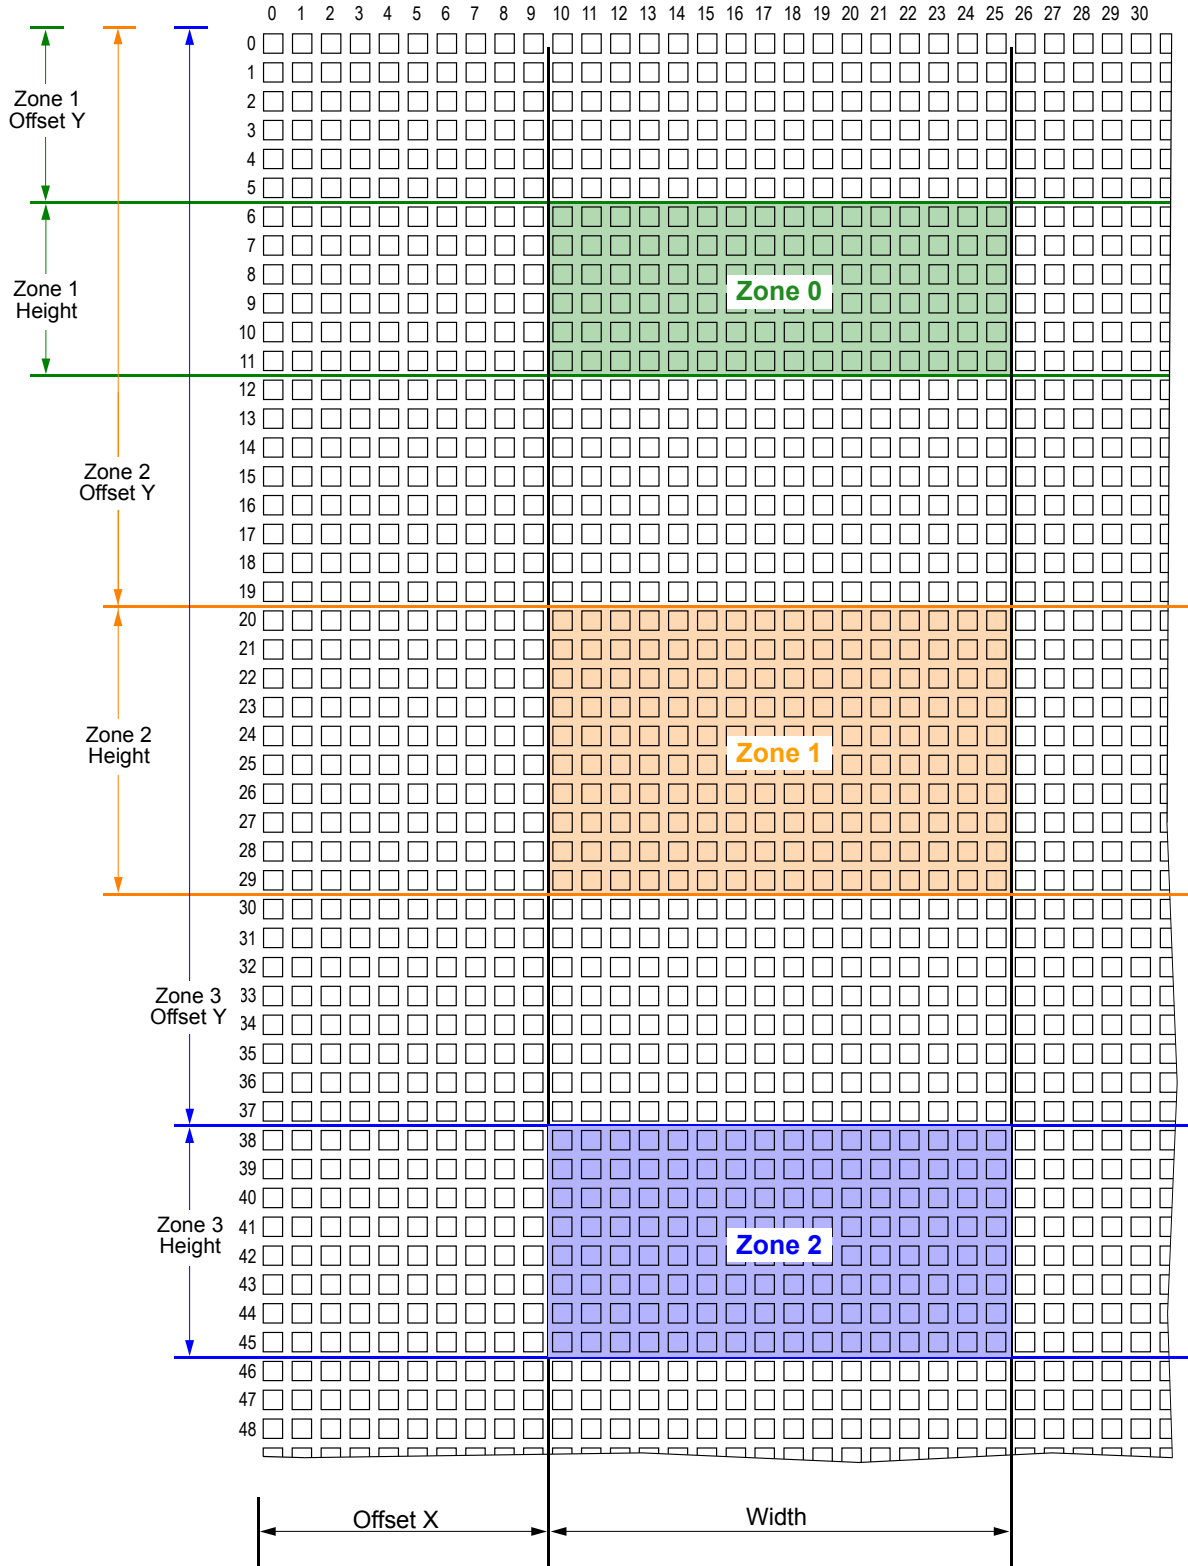 0 1 2 3 4 5 6 7 8 9 10 11 12 13 14 15 16 17 18 19 20 21 22 23 24 25 26 27 28 29 30
0
1
Zone 1
Offset Y
2
3
4
5
6
7
8
Zone 1
Height
9
Zone 0
10
11
12
13
14
Zone 2
Offset Y
15
16
17
18
19
20
21
22
23
Zone 2
Height
24
25
Zone 1
26
27
28
29
30
31
32
Zone 3
Offset Y
33
34
35
36
37
38
39
40
Zone 3
Height
41
42
Zone 2
43
44
45
46
47
48
Offset X
Width